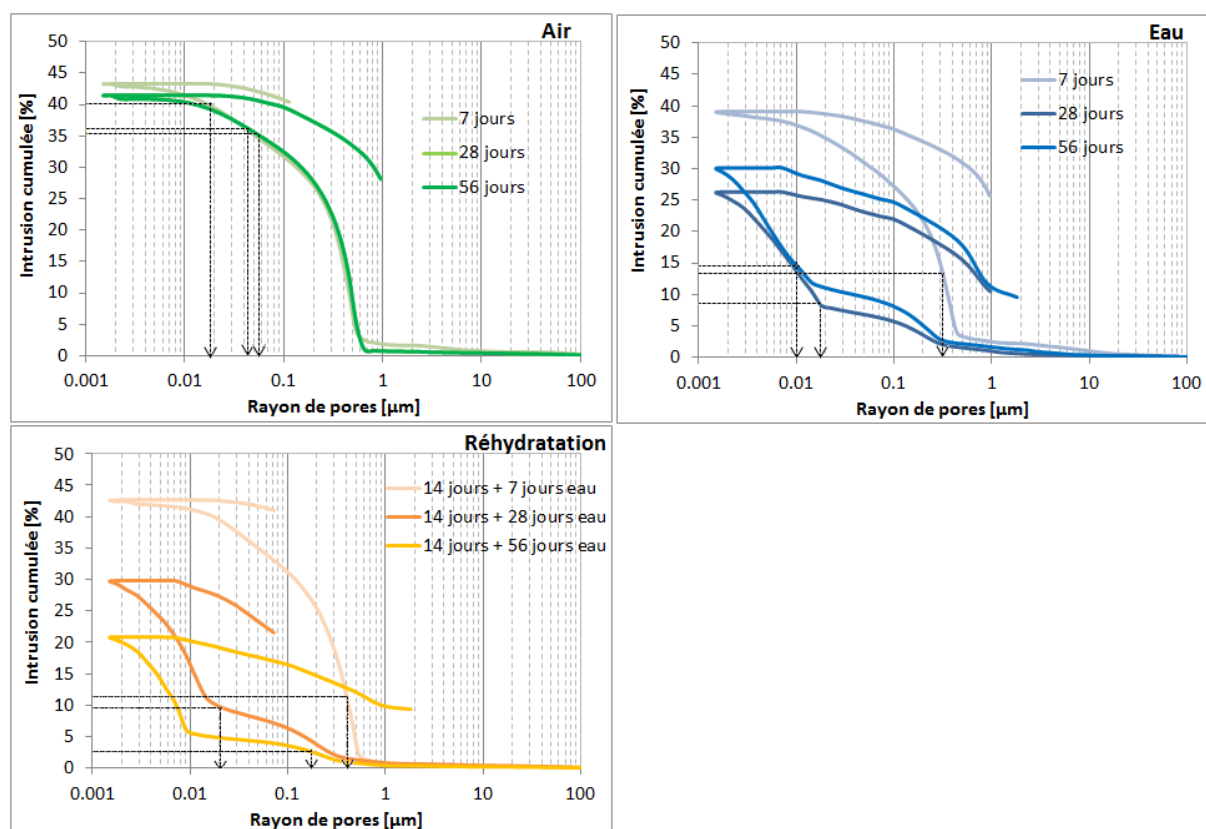 Air
Intrusion cumulée [%]
50
45
40
35
30
25
20
15
10
5
0
7 jours
28 jours
56 jours
0.001 0.01 0.1 1 10 100
Rayon de pores [µm]
Eau
Intrusion cumulée [%]
50
45
40
35
30
25
20
15
10
5
0
7 jours
28 jours
56 jours
0.001 0.01 0.1 1 10 100
Rayon de pores [µm]
Réhydratation
Intrusion cumulée [%]
50
45
40
35
30
25
20
15
10
5
0
14 jours + 7 jours eau
14 jours + 28 jours eau
14 jours + 56 jours eau
0.001 0.01 0.1 1 10 100
Rayon de pores [µm]